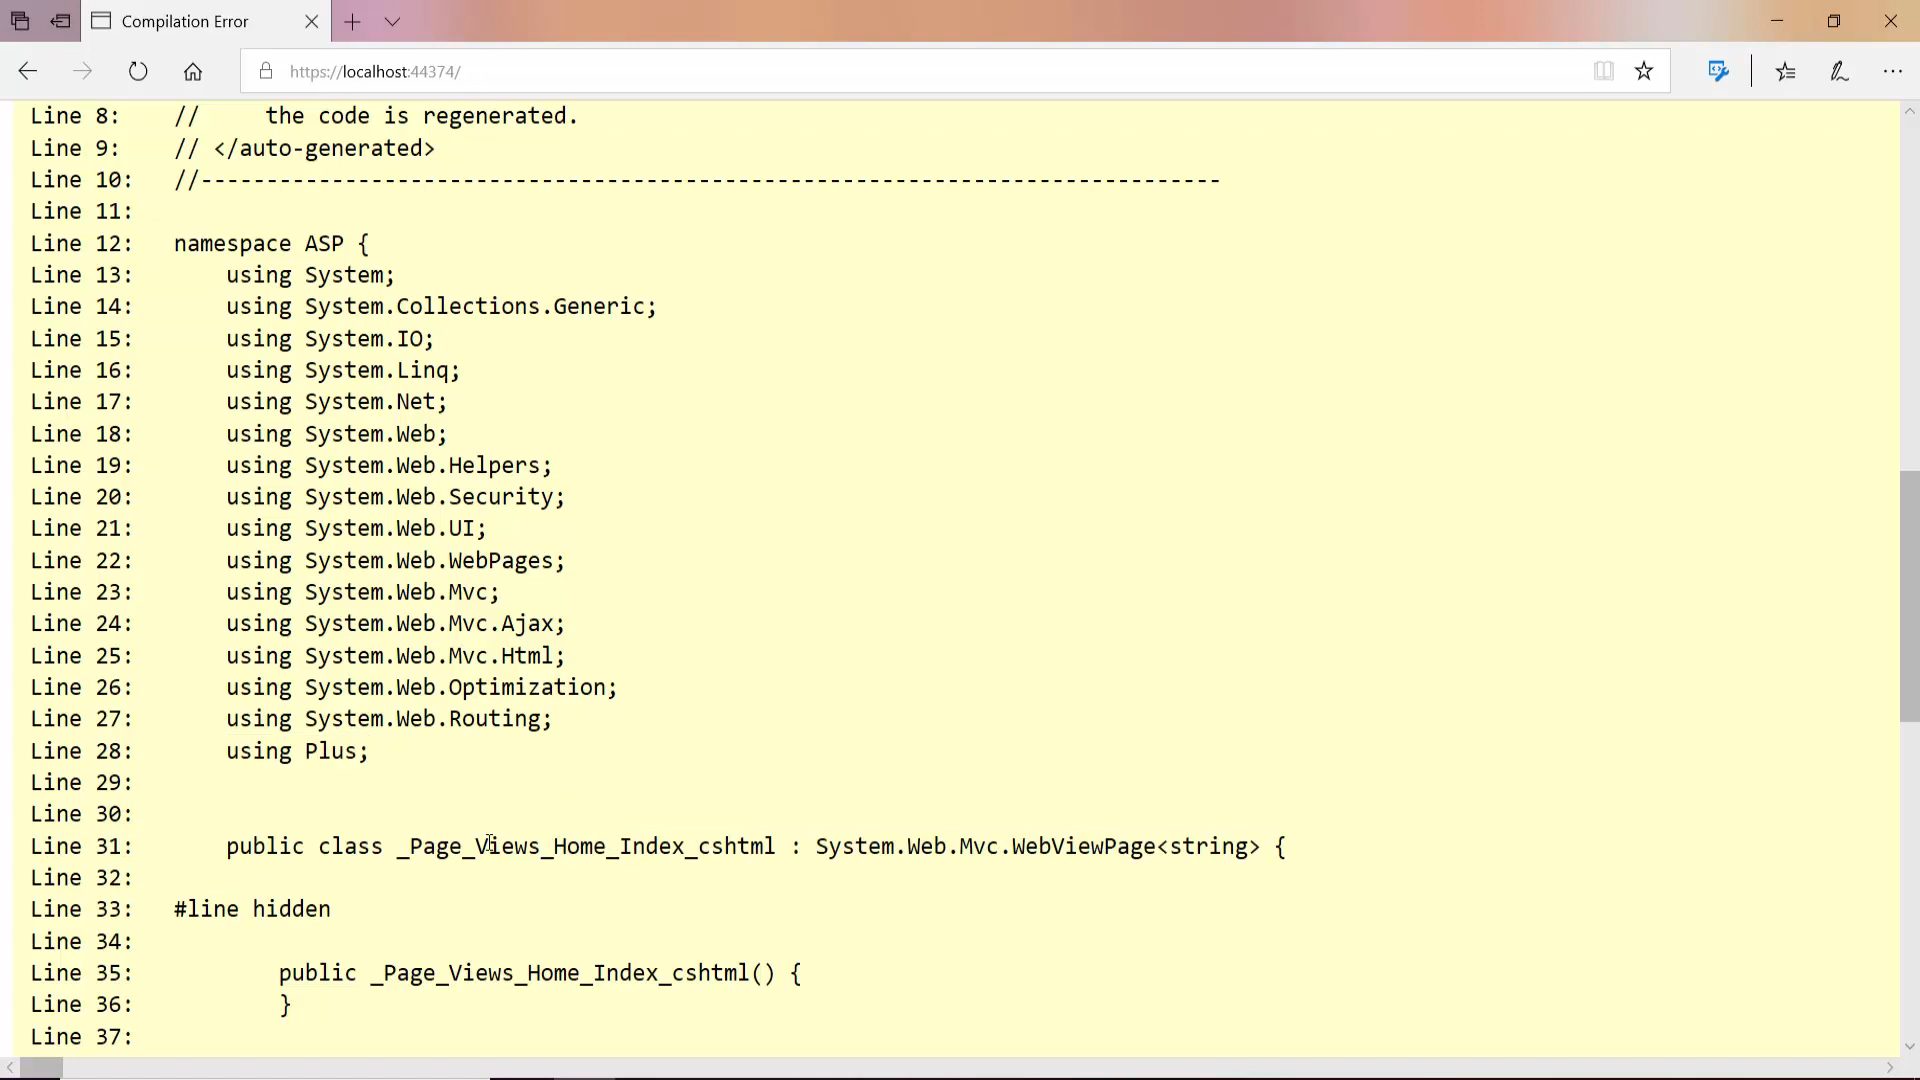 Compilation Error
https://localhost:44374/
Line 8:    //     the code is regenerated.
Line 9:    // </auto-generated>
Line 10:   //------------------------------------------------------------------------------
Line 11:
Line 12:   namespace ASP {
Line 13:       using System;
Line 14:       using System.Collections.Generic;
Line 15:       using System.IO;
Line 16:       using System.Linq;
Line 17:       using System.Net;
Line 18:       using System.Web;
Line 19:       using System.Web.Helpers;
Line 20:       using System.Web.Security;
Line 21:       using System.Web.UI;
Line 22:       using System.Web.WebPages;
Line 23:       using System.Web.Mvc;
Line 24:       using System.Web.Mvc.Ajax;
Line 25:       using System.Web.Mvc.Html;
Line 26:       using System.Web.Optimization;
Line 27:       using System.Web.Routing;
Line 28:       using Plus;
Line 29:
Line 30:
Line 31:       public class _Page_Views_Home_Index_cshtml : System.Web.Mvc.WebViewPage<string> {
Line 32:
Line 33:   #line hidden
Line 34:
Line 35:           public _Page_Views_Home_Index_cshtml() {
Line 36:           }
Line 37: